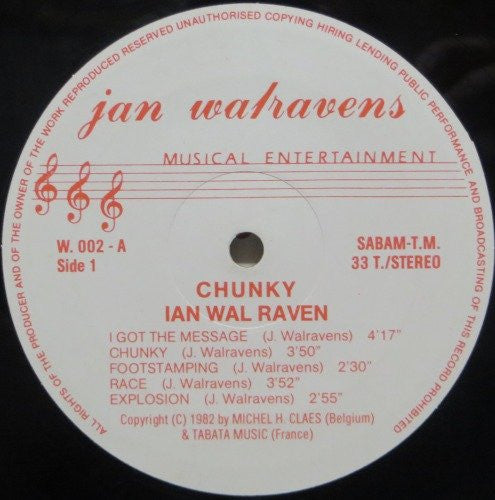 ALL RIGHTS OF THE PRODUCER AND OF THE OWNER OF THE WORK REPRODUCED RESERVED UNAUTHORISED COPYING HIRING LENDING PUBLIC PERFORMANCE AND BROADCASTING OF THIS RECORD PROHIBITED
jan walravens
MUSICAL ENTERTAINMENT
W. 002 - A
Side 1
SABAM-T.M.
33 T./STEREO
CHUNKY
IAN WAL RAVEN
I GOT THE MESSAGE (J. Walravens) 4'17"
CHUNKY (J. Walravens) 3'50"
FOOTSTAMPING (J. Walravens) 2'30"
RACE (J. Walravens) 3'52"
EXPLOSION (J. Walravens) 2'55"
Copyright (C) 1982 by MICHEL H. CLAES (Belgium)
& TABATA MUSIC (France)